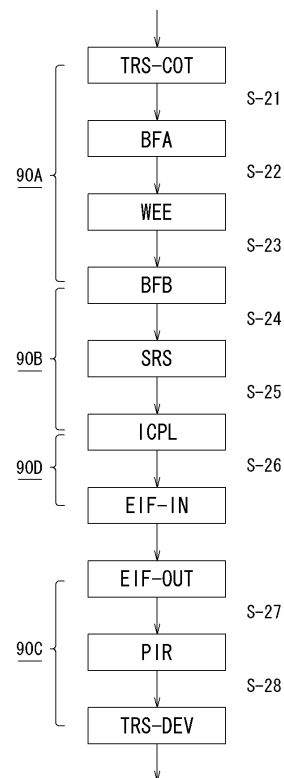 TRS-COT
S-21
BFA
S-22
90A
WEE
S-23
BFB
S-24
90B
SRS
S-25
ICPL
S-26
90D
EIF-IN
EIF-OUT
S-27
90C
PIR
S-28
TRS-DEV